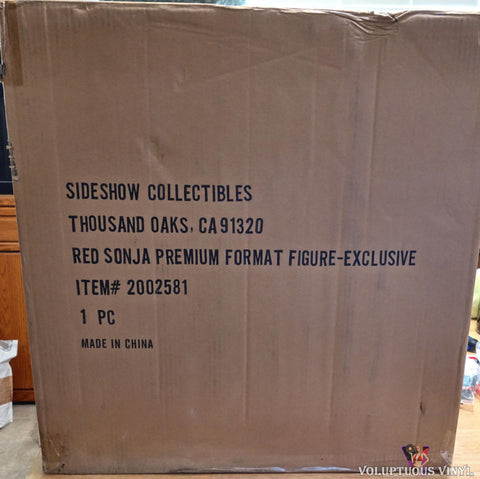 SIDESHOW COLLECTIBLES
THOUSAND OAKS, CA 91320
RED SONJA PREMIUM FORMAT FIGURE-EXCLUSIVE
ITEM# 2002581
1 PC
MADE IN CHINA
VOLUPTUOUS VINYL